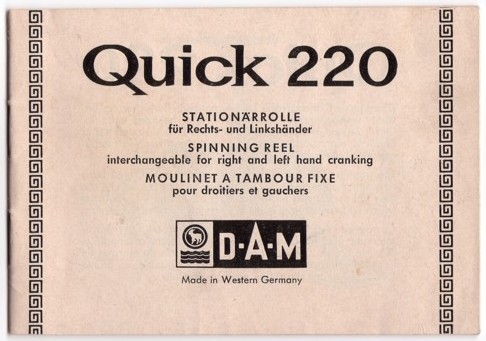 Quick 220
STATIONÄRROLLE
für Rechts- und Linkshänder
SPINNING REEL
interchangeable for right and left hand cranking
MOULINET A TAMBOUR FIXE
pour droitiers et gauchers
D·A·M
Made in Western Germany